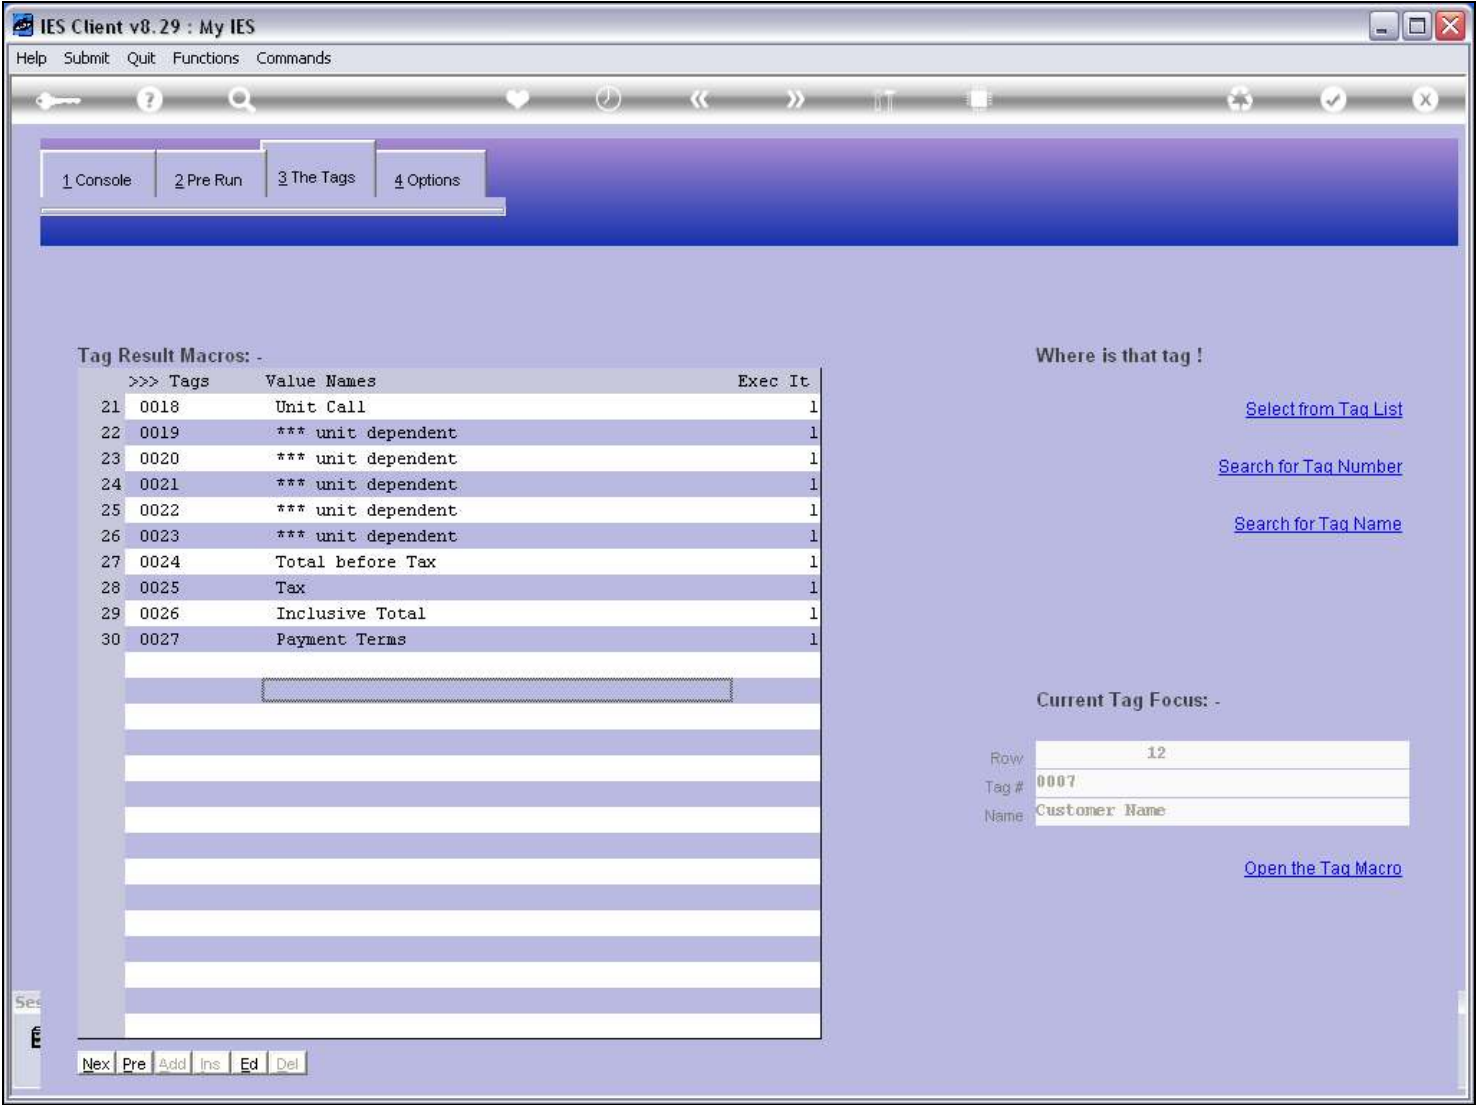 IES Client v8.29 : My IES
Help Submit Quit Functions Commands
1 Console 2 Pre Run 3 The Tags 4 Options
Tag Result Macros: -
>>> Tags Value Names Exec It
21 0018 Unit Call 1
22 0019 *** unit dependent 1
23 0020 *** unit dependent 1
24 0021 *** unit dependent 1
25 0022 *** unit dependent 1
26 0023 *** unit dependent 1
27 0024 Total before Tax 1
28 0025 Tax 1
29 0026 Inclusive Total 1
30 0027 Payment Terms 1
Where is that tag !
Select from Tag List
Search for Tag Number
Search for Tag Name
Current Tag Focus: -
Row 12
Tag # 0007
Name Customer Name
Open the Tag Macro
Ses
Nex Pre Add Ins Ed Del